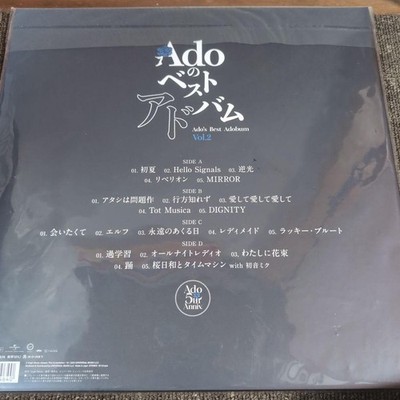 Adoの
ベスト
アドバム
Ado's Best Adobum
Vol.2
SIDE A
01. 初夏 02. Hello Signals 03. 逆光
04. リベリオン 05. MIRROR
SIDE B
01. アタシは問題作 02. 行方知れず 03. 愛して愛して愛して
04. Tot Musica 05. DIGNITY
SIDE C
01. 会いたくて 02. エルフ 03. 永遠のあくる日 04. レディメイド 05. ラッキー・ブルート
SIDE D
01. 過学習 02. オールナイトレディオ 03. わたしに花束
04. 踊 05. 桜日和とタイムマシン with 初音ミク
Ado
5th
Anniv.